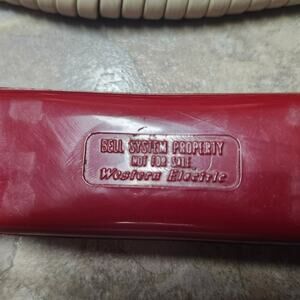 BELL SYSTEM PROPERTY
NOT FOR SALE
Western Electric